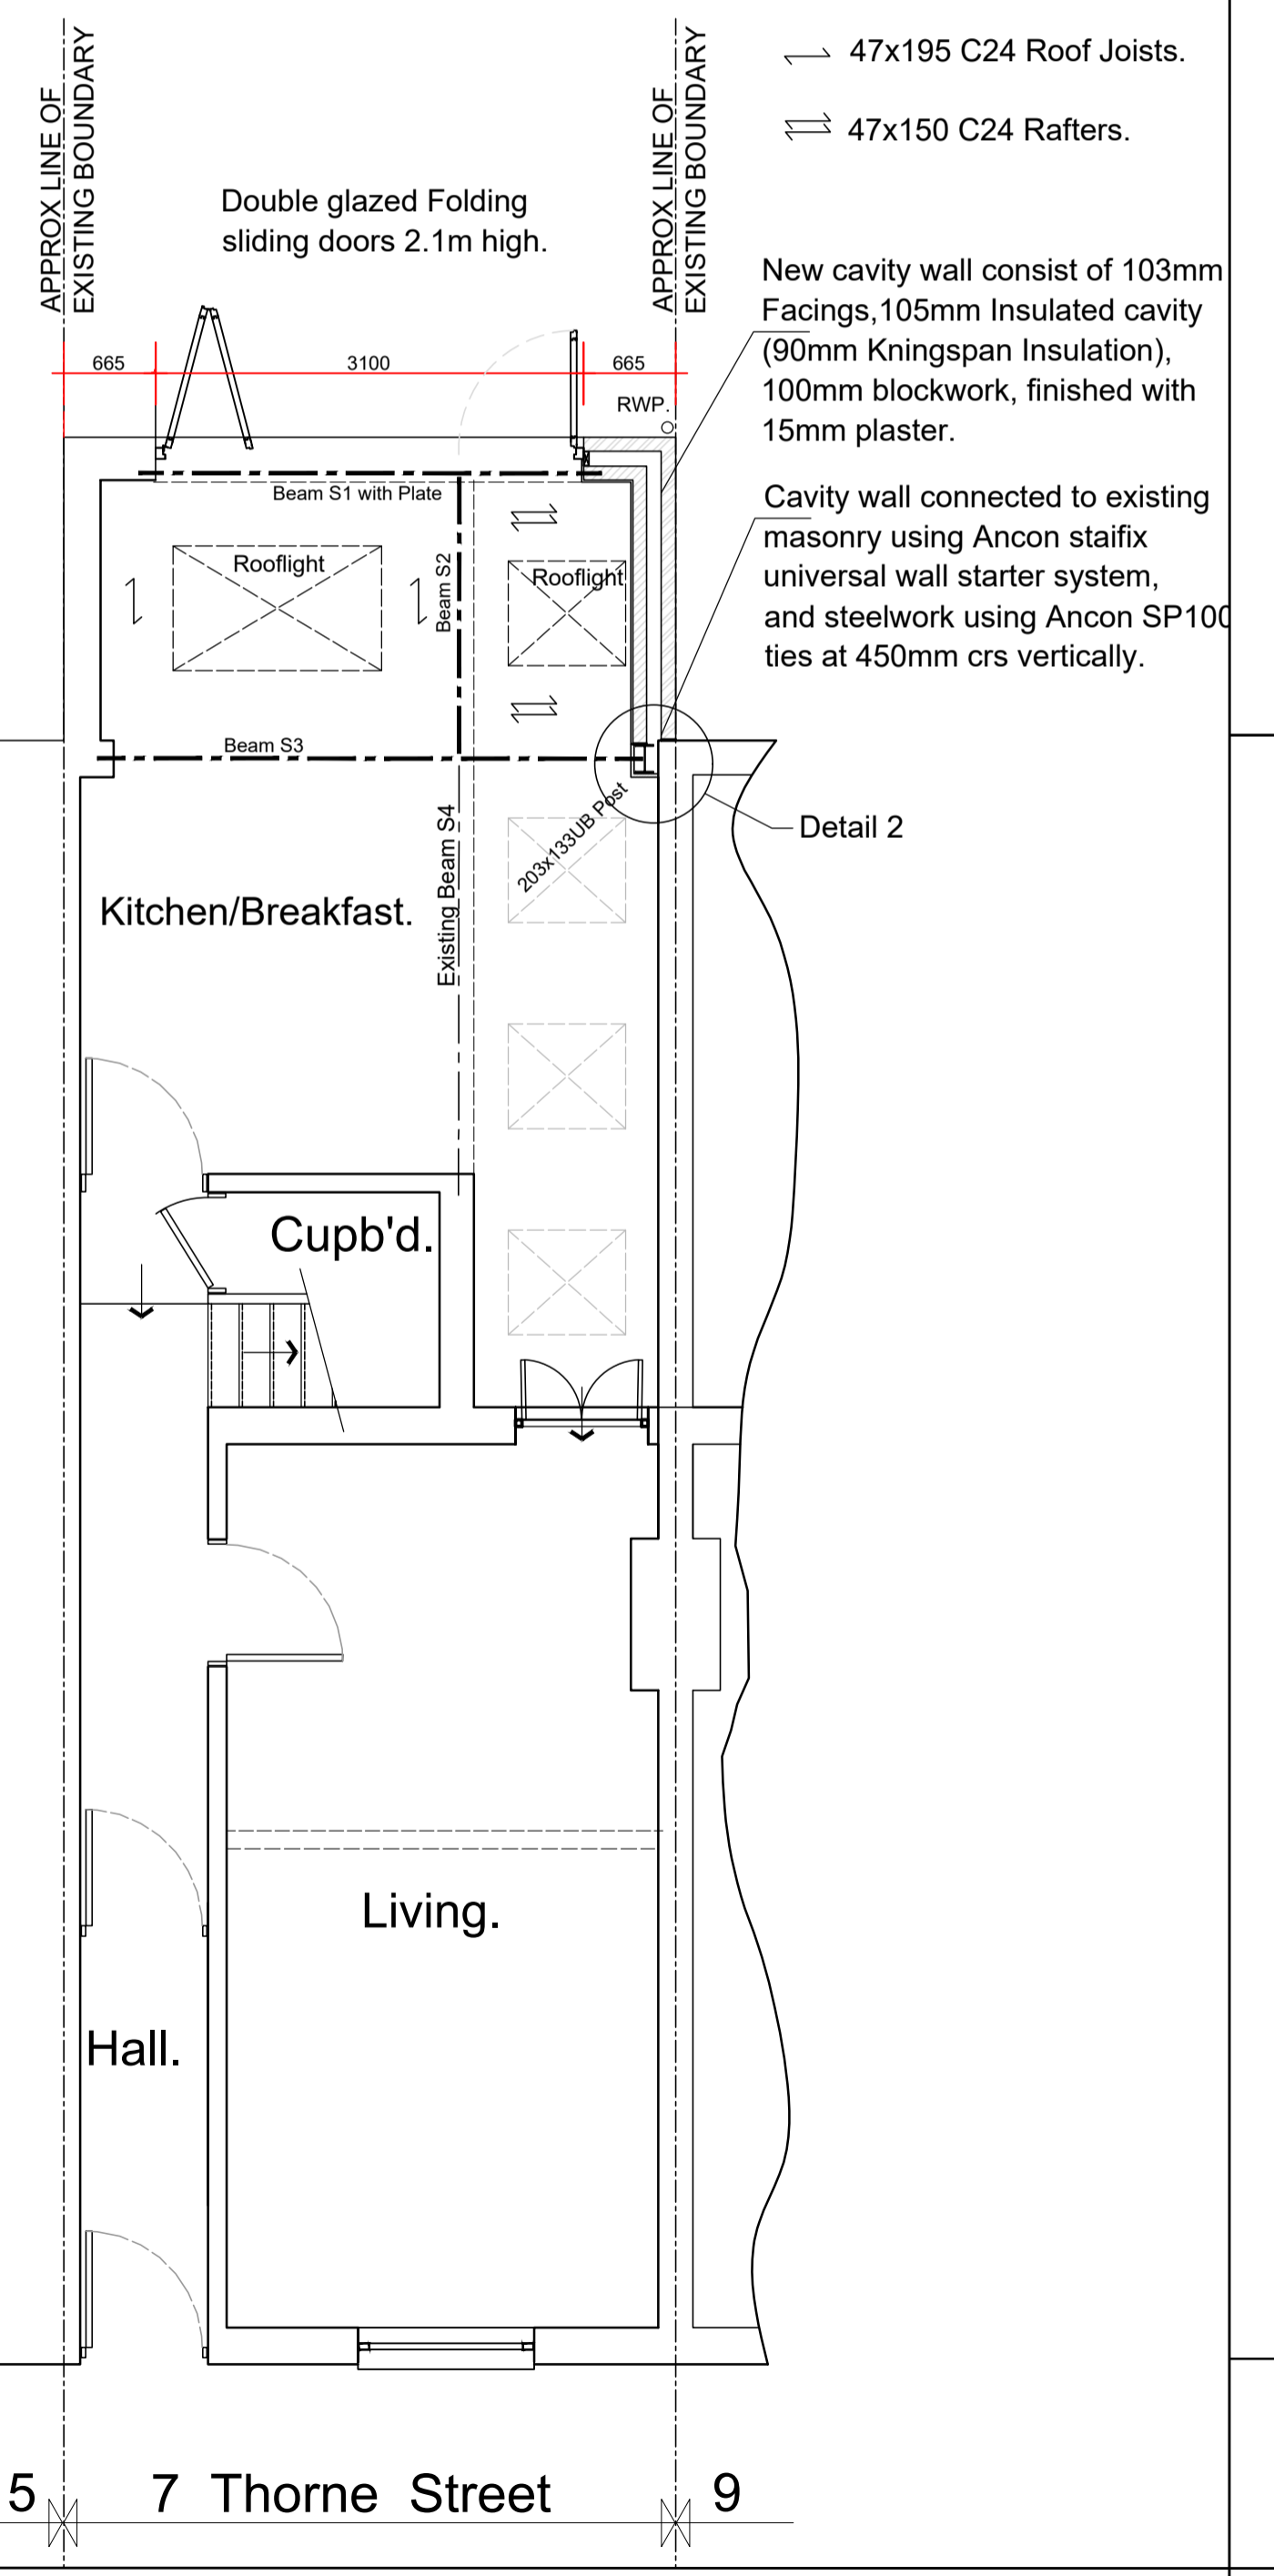 APPROX LINE OF
EXISTING BOUNDARY
APPROX LINE OF
EXISTING BOUNDARY
47x195 C24 Roof Joists.
47x150 C24 Rafters.
Double glazed Folding
sliding doors 2.1m high.
New cavity wall consist of 103mm
Facings,105mm Insulated cavity
(90mm Kningspan Insulation),
100mm blockwork, finished with
15mm plaster.
665
3100
665
RWP.
Cavity wall connected to existing
masonry using Ancon staifix
universal wall starter system,
and steelwork using Ancon SP100
ties at 450mm crs vertically.
Beam S1 with Plate
Rooflight
Beam S2
Rooflight
Beam S3
203x133UB Post
Detail 2
Existing Beam S4
Kitchen/Breakfast.
Cupb'd.
Living.
Hall.
5
7 Thorne Street
9